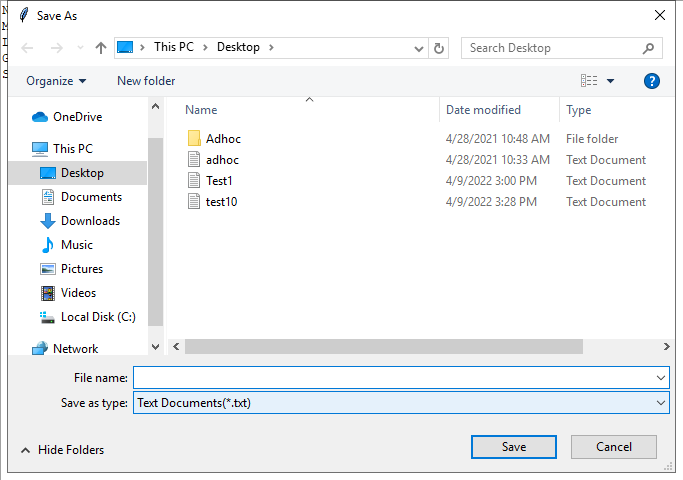 Save As
This PC > Desktop >
Search Desktop
Organize
New folder
Name Date modified Type
Adhoc 4/28/2021 10:48 AM File folder
adhoc 4/28/2021 10:33 AM Text Document
Test1 4/9/2022 3:00 PM Text Document
test10 4/9/2022 3:28 PM Text Document
OneDrive
This PC
Desktop
Documents
Downloads
Music
Pictures
Videos
Local Disk (C:)
Network
File name:
Save as type: Text Documents(*.txt)
Hide Folders
Save
Cancel